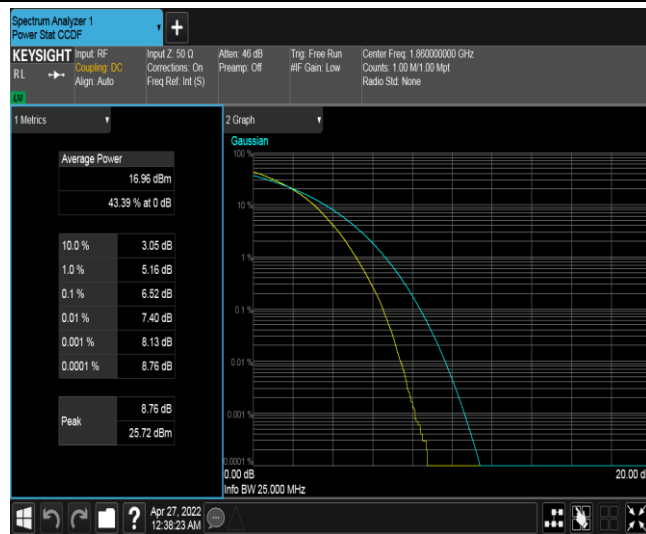 Spectrum Analyzer 1
Power Stat CCDF
+
KEYSIGHT
RL
Input: RF
Coupling: DC
Align: Auto
Input Z: 50 Ω
Corrections: On
Freq Ref: Int (S)
Atten: 46 dB
Preamp: Off
Trig: Free Run
#IF Gain: Low
Center Freq: 1.860000000 GHz
Counts: 1.00 M/1.00 Mpt
Radio Std: None
1 Metrics
Average Power
16.96 dBm
43.39 % at 0 dB
10.0 % 3.05 dB
1.0 % 5.16 dB
0.1 % 6.52 dB
0.01 % 7.40 dB
0.001 % 8.13 dB
0.0001 % 8.76 dB
Peak
8.76 dB
25.72 dBm
2 Graph
Gaussian
100 %
10 %
1 %
0.1 %
0.01 %
0.001 %
0.0001 %
0.00 dB
20.00 d
Info BW 25.000 MHz
?
Apr 27, 2022
12:38:23 AM